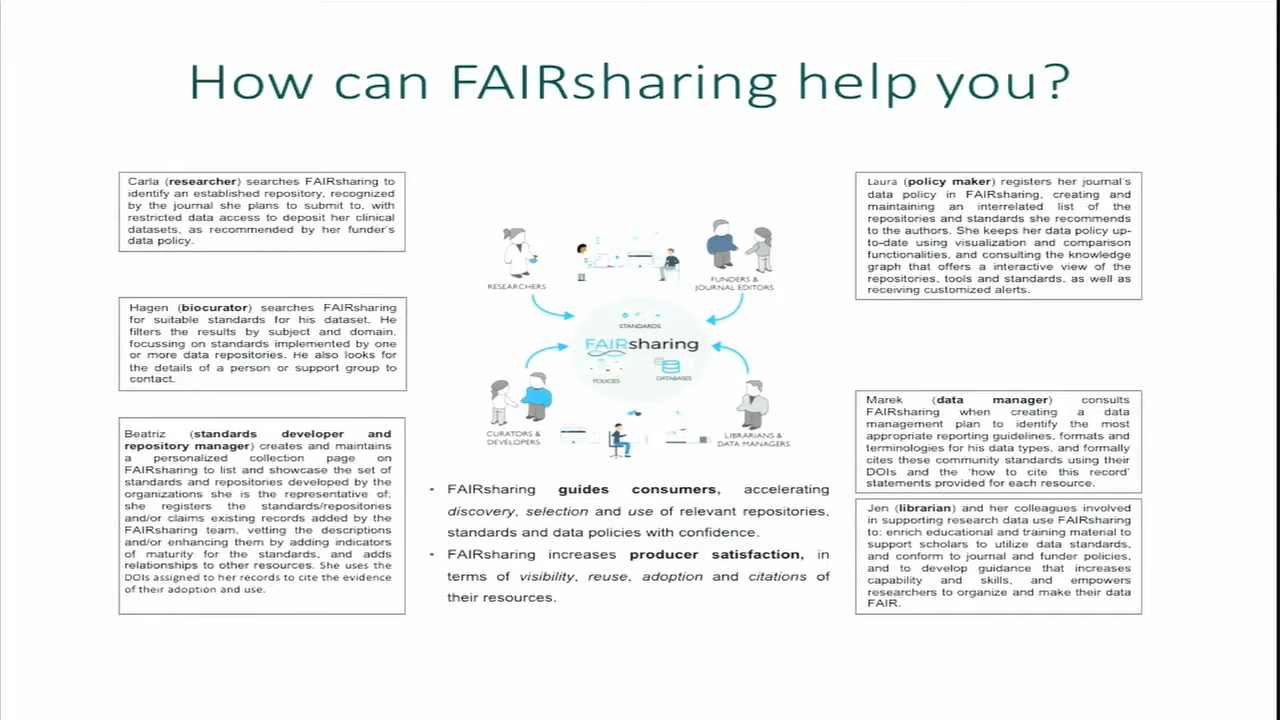 How can FAIRsharing help you?
Carla (researcher) searches FAIRsharing to
identify an established repository, recognized
by the journal she plans to submit to, with
restricted data access to deposit her clinical
datasets, as recommended by her funder's
data policy.
Hagen (biocurator) searches FAIRsharing
for suitable standards for his dataset. He
filters the results by subject and domain,
focussing on standards implemented by one
or more data repositories. He also looks for
the details of a person or support group to
contact.
Beatriz (standards developer and
repository manager) creates and maintains
a personalized collection page on
FAIRsharing to list and showcase the set of
standards and repositories developed by the
organizations she is the representative of;
she registers the standards/repositories
and/or claims existing records added by the
FAIRsharing team, vetting the descriptions
and/or enhancing them by adding indicators
of maturity for the standards, and adds
relationships to other resources. She uses the
DOIs assigned to her records to cite the evidence
of their adoption and use.
RESEARCHERS
FUNDERS &
JOURNAL EDITORS
STANDARDS
FAIRsharing
POLICIES
DATABASES
CURATORS &
DEVELOPERS
LIBRARIANS &
DATA MANAGERS
• FAIRsharing guides consumers, accelerating
discovery, selection and use of relevant repositories,
standards and data policies with confidence.
• FAIRsharing increases producer satisfaction, in
terms of visibility, reuse, adoption and citations of
their resources.
Laura (policy maker) registers her journal's
data policy in FAIRsharing, creating and
maintaining an interrelated list of the
repositories and standards she recommends
to the authors. She keeps her data policy up-
to-date using visualization and comparison
functionalities, and consulting the knowledge
graph that offers a interactive view of the
repositories, tools and standards, as well as
receiving customized alerts.
Marek (data manager) consults
FAIRsharing when creating a data
management plan to identify the most
appropriate reporting guidelines, formats and
terminologies for his data types, and formally
cites these community standards using their
DOIs and the 'how to cite this record'
statements provided for each resource.
Jen (librarian) and her colleagues involved
in supporting research data use FAIRsharing
to: enrich educational and training material to
support scholars to utilize data standards,
and conform to journal and funder policies,
and to develop guidance that increases
capability and skills, and empowers
researchers to organize and make their data
FAIR.